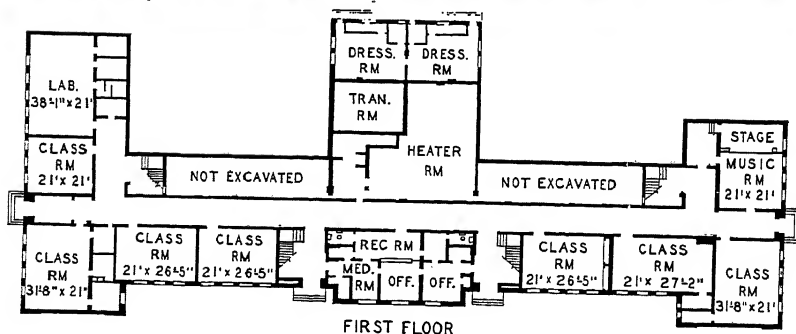 DRESS.
RM
DRESS.
RM
LAB.
38'-1" x 21'
TRAN.
RM
CLASS
RM
21' x 21'
HEATER
RM
STAGE
MUSIC
RM
21' x 21'
NOT EXCAVATED
NOT EXCAVATED
CLASS
RM
31'-8" x 21'
CLASS
RM
21' x 26'-5"
CLASS
RM
21' x 26'-5"
REC RM
MED.
RM
OFF.
OFF.
CLASS
RM
21' x 26'-5"
CLASS
RM
21' x 27'-2"
CLASS
RM
31'-8" x 21'
FIRST FLOOR